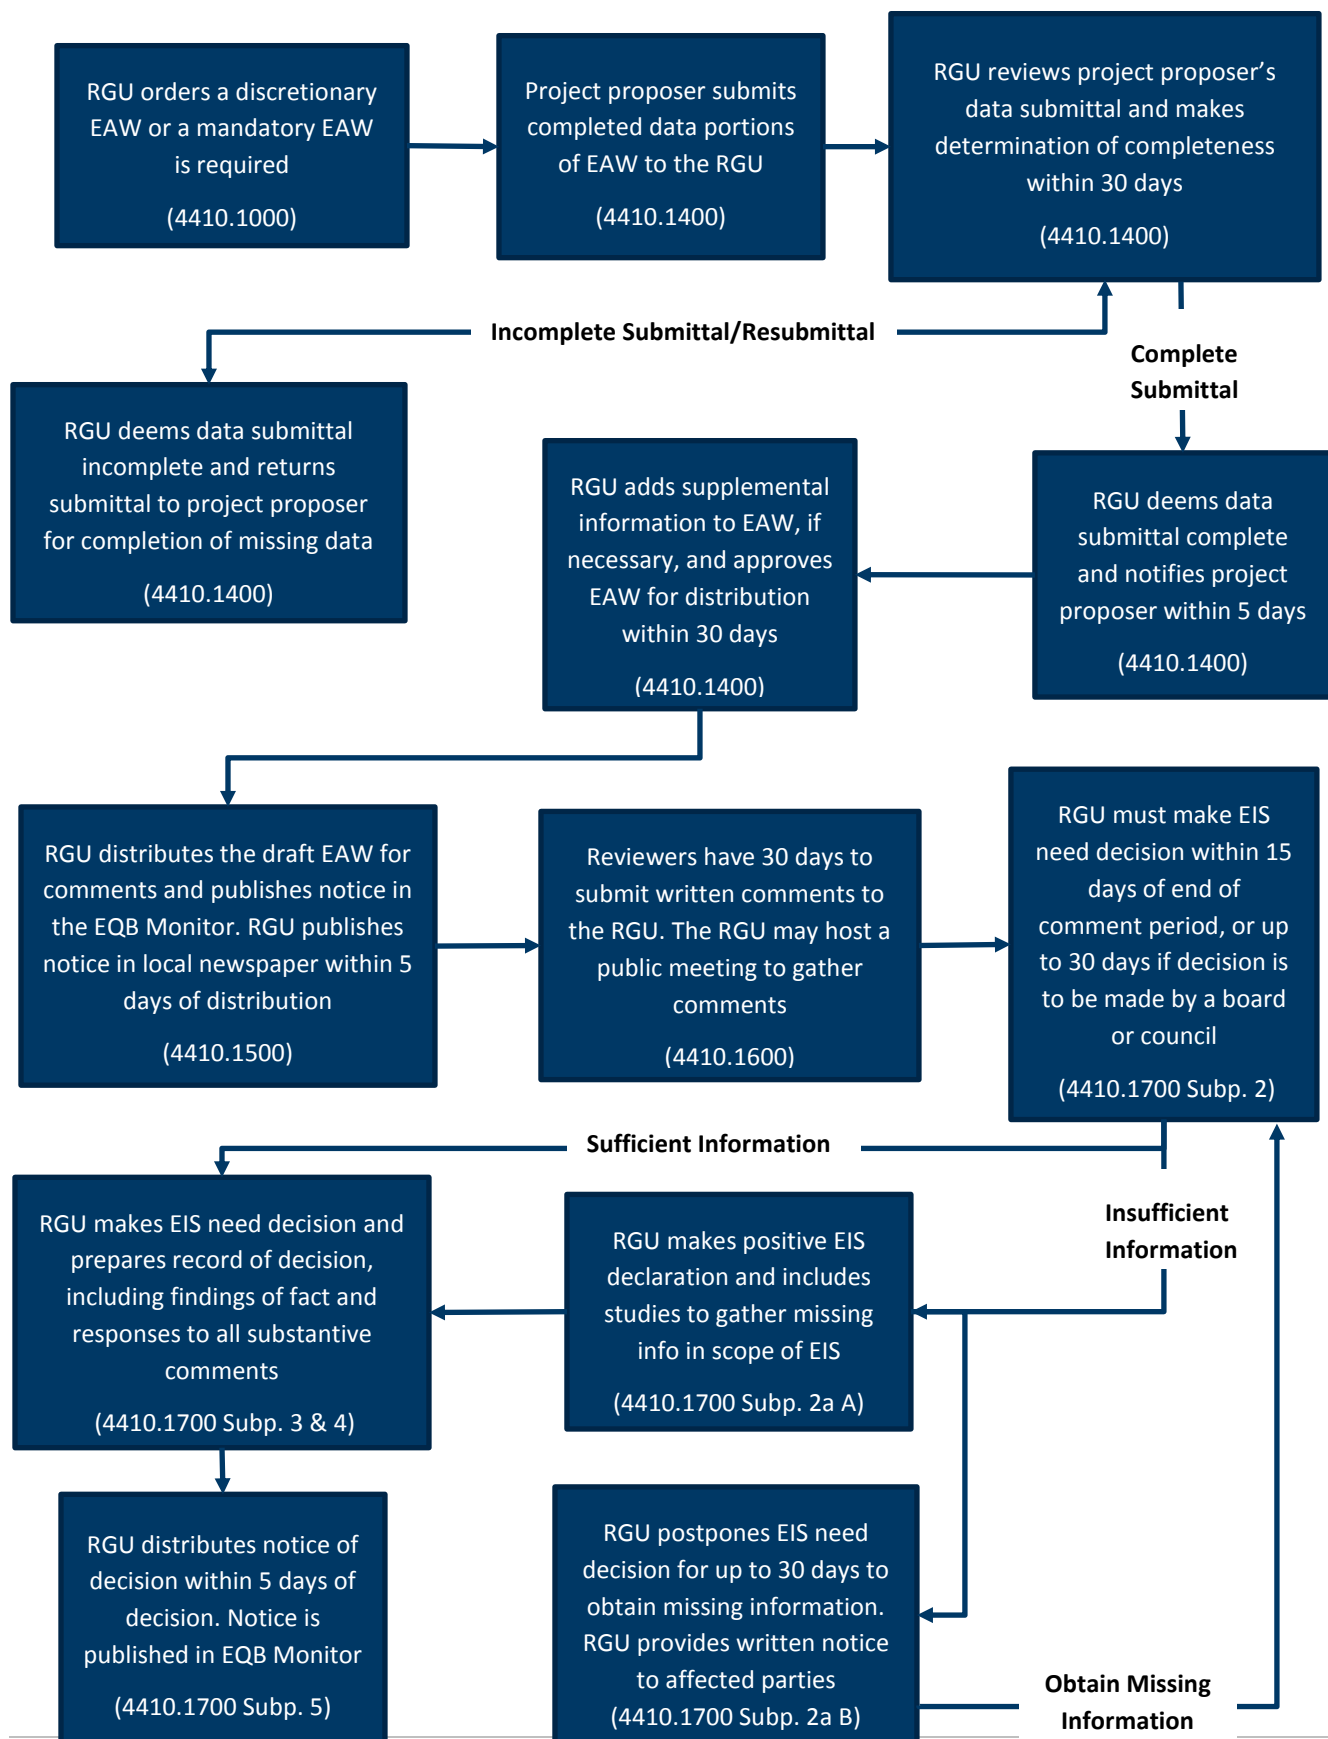 RGU orders a discretionary
EAW or a mandatory EAW
is required
(4410.1000)
Project proposer submits
completed data portions
of EAW to the RGU
(4410.1400)
RGU reviews project proposer’s
data submittal and makes
determination of completeness
within 30 days
(4410.1400)
Incomplete Submittal/Resubmittal
Complete
Submittal
RGU deems data submittal
incomplete and returns
submittal to project proposer
for completion of missing data
(4410.1400)
RGU adds supplemental
information to EAW, if
necessary, and approves
EAW for distribution
within 30 days
(4410.1400)
RGU deems data
submittal complete
and notifies project
proposer within 5 days
(4410.1400)
RGU distributes the draft EAW for
comments and publishes notice in
the EQB Monitor. RGU publishes
notice in local newspaper within 5
days of distribution
(4410.1500)
Reviewers have 30 days to
submit written comments to
the RGU. The RGU may host a
public meeting to gather
comments
(4410.1600)
RGU must make EIS
need decision within 15
days of end of
comment period, or up
to 30 days if decision is
to be made by a board
or council
(4410.1700 Subp. 2)
Sufficient Information
Insufficient
Information
RGU makes EIS need decision and
prepares record of decision,
including findings of fact and
responses to all substantive
comments
(4410.1700 Subp. 3 & 4)
RGU makes positive EIS
declaration and includes
studies to gather missing
info in scope of EIS
(4410.1700 Subp. 2a A)
RGU distributes notice of
decision within 5 days of
decision. Notice is
published in EQB Monitor
(4410.1700 Subp. 5)
RGU postpones EIS need
decision for up to 30 days to
obtain missing information.
RGU provides written notice
to affected parties
(4410.1700 Subp. 2a B)
Obtain Missing
Information